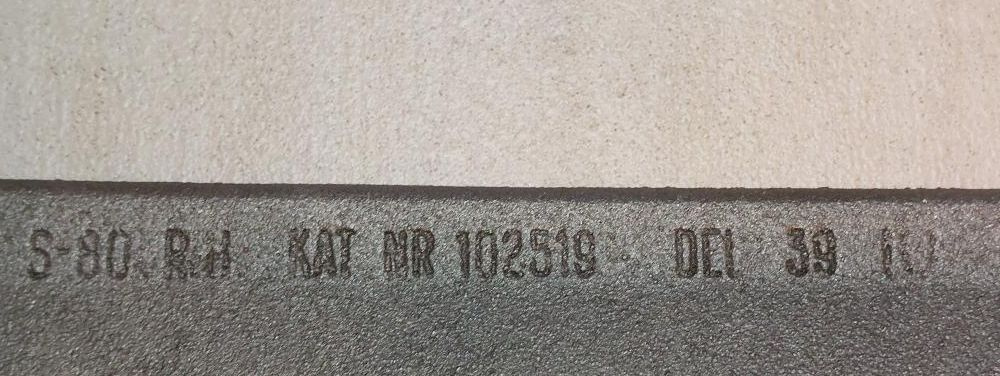 S-80 R.H. KAT NR 102519 DEL 39